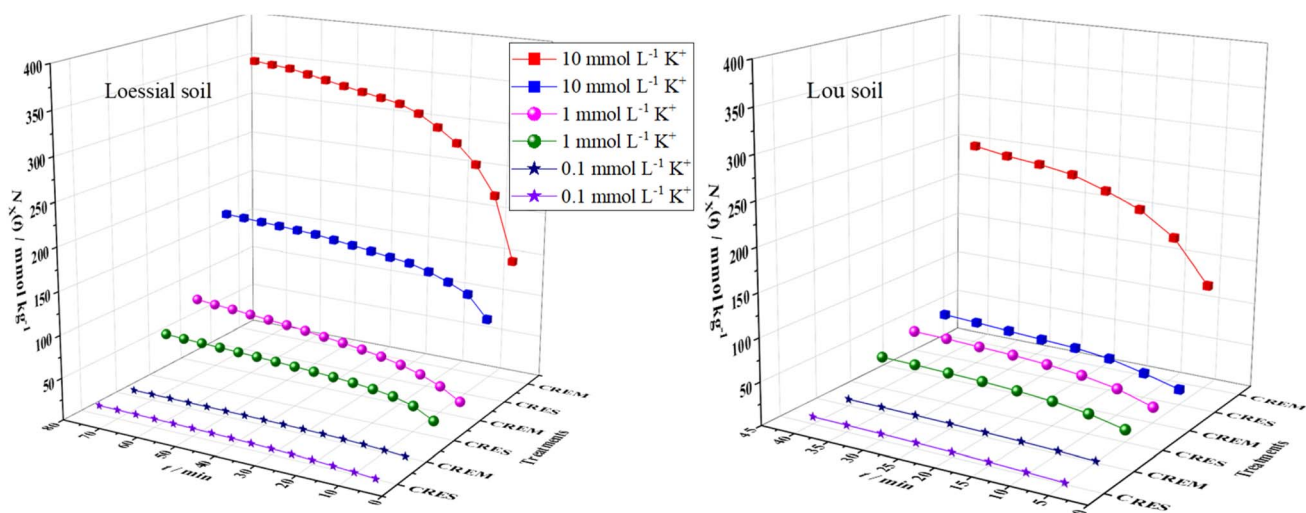 Loessial soil
N_X(t) / mmol kg⁻¹
400
350
300
250
200
150
100
50
80
70
60
50
40
30
20
10
0
t / min
CREM
CRES
CREM
CRES
CREM
CRES
Treatments
10 mmol L⁻¹ K⁺
10 mmol L⁻¹ K⁺
1 mmol L⁻¹ K⁺
1 mmol L⁻¹ K⁺
0.1 mmol L⁻¹ K⁺
0.1 mmol L⁻¹ K⁺
Lou soil
N_X(t) / mmol kg⁻¹
400
350
300
250
200
150
100
50
45
40
35
30
25
20
15
10
5
0
t / min
CREM
CRES
CREM
CRES
CREM
CRES
Treatments